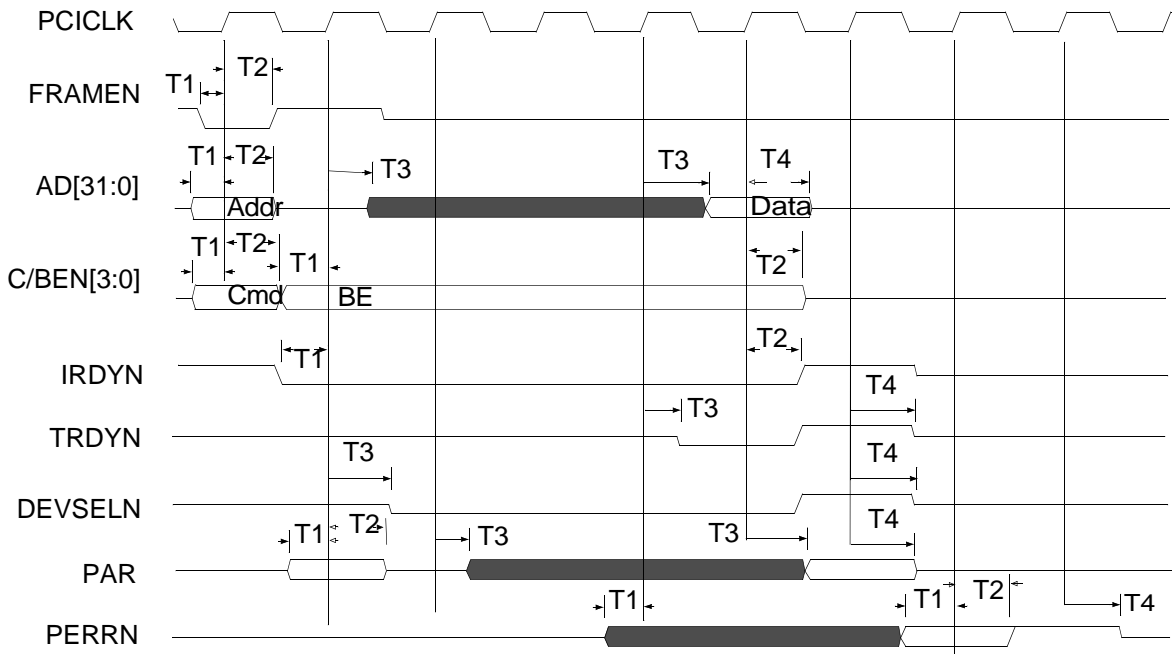 PCICLK
T2
T1
FRAMEN
T1 T2 T3 T3 T4
AD[31:0]
Addr Data
T1 T2 T1 T2
C/BEN[3:0]
Cmd BE
T1 T2
IRDYN
T4
T3
TRDYN
T3 T4
DEVSELN
T1 T2 T3 T3 T4
PAR
T1 T1 T2 T4
PERRN